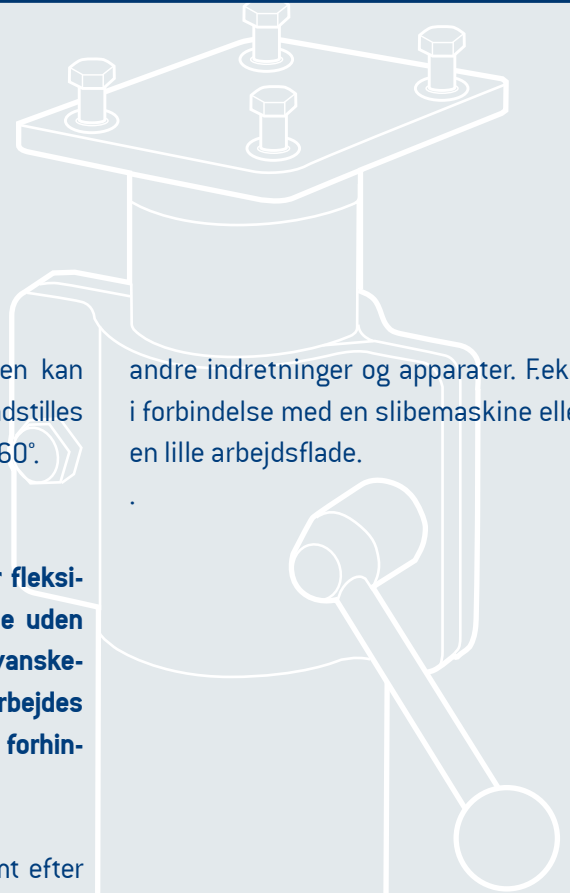 en kan
dstilles
60°.
r fleksi-
e uden
vanske-
rbejdes
forhin-
nt efter
andre indretninger og apparater. F.ek
i forbindelse med en slibemaskine elle
en lille arbejdsflade.
.